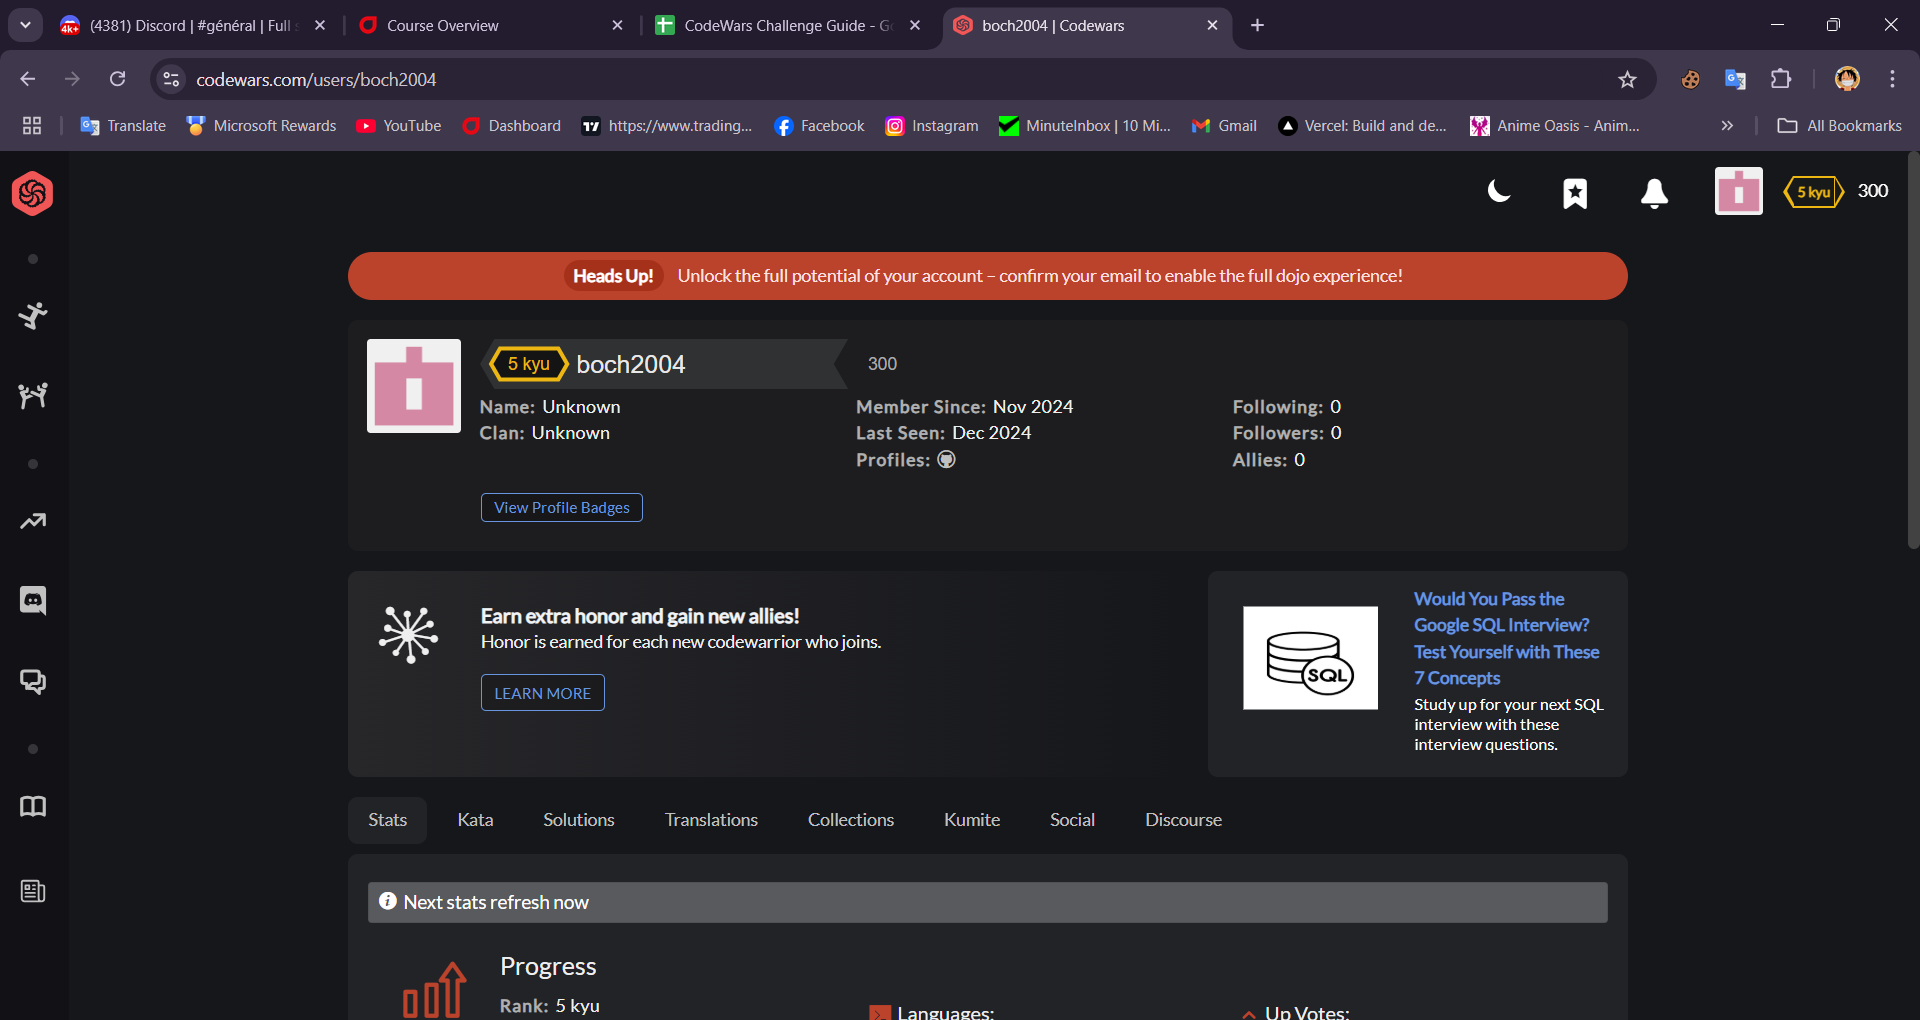 (4381) Discord | #général | Full
Course Overview
CodeWars Challenge Guide - G
boch2004 | Codewars
codewars.com/users/boch2004
Translate
Microsoft Rewards
YouTube
Dashboard
https://www.trading...
Facebook
Instagram
MinuteInbox | 10 Mi...
Gmail
Vercel: Build and de...
Anime Oasis - Anim...
All Bookmarks
5 kyu
300
Heads Up! Unlock the full potential of your account – confirm your email to enable the full dojo experience!
5 kyu boch2004
300
Name: Unknown
Clan: Unknown
Member Since: Nov 2024
Last Seen: Dec 2024
Profiles:
Following: 0
Followers: 0
Allies: 0
View Profile Badges
Earn extra honor and gain new allies!
Honor is earned for each new codewarrior who joins.
LEARN MORE
SQL
Would You Pass the
Google SQL Interview?
Test Yourself with These
7 Concepts
Study up for your next SQL
interview with these
interview questions.
Stats
Kata
Solutions
Translations
Collections
Kumite
Social
Discourse
Next stats refresh now
Progress
Rank: 5 kyu
Languages:
Up Votes: